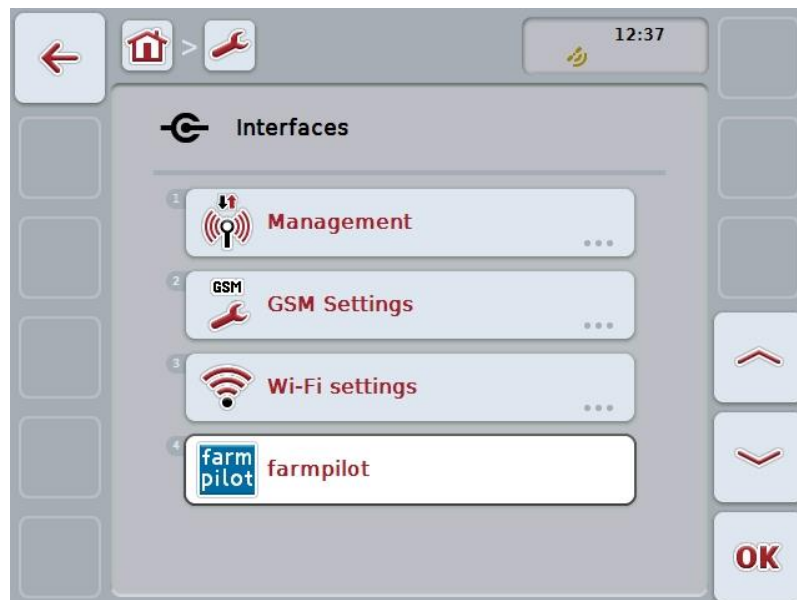 12:37
Interfaces
1
Management
2
GSM
GSM Settings
3
Wi-Fi settings
4
farm
pilot
farmpilot
OK